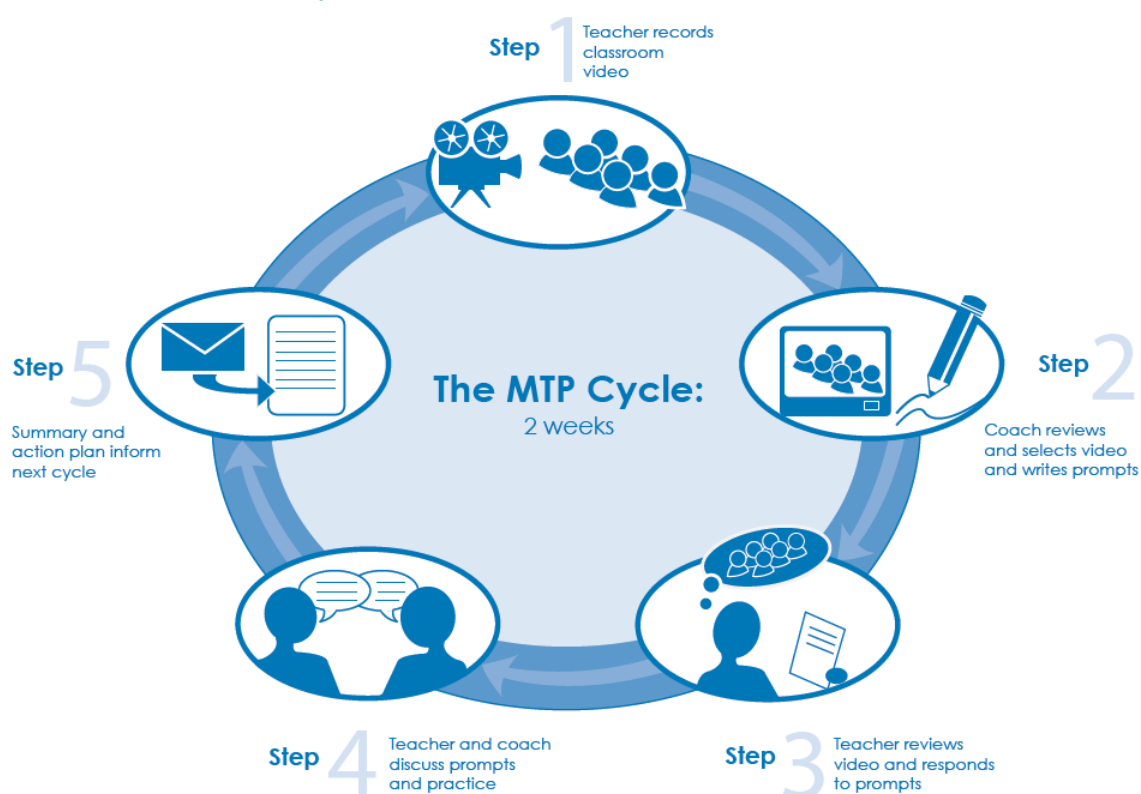 Step 1
Teacher records
classroom
video
Step 2
Coach reviews
and selects video
and writes prompts
Step 3
Teacher reviews
video and responds
to prompts
Step 4
Teacher and coach
discuss prompts
and practice
Step 5
Summary and
action plan inform
next cycle
The MTP Cycle:
2 weeks